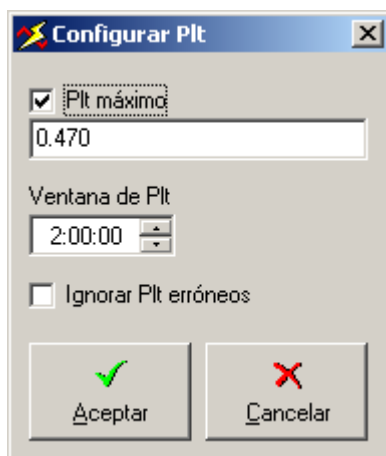 Configurar Plt
Plt máximo
0.470
Ventana de Plt
2:00:00
Ignorar Plt erróneos
Aceptar
Cancelar